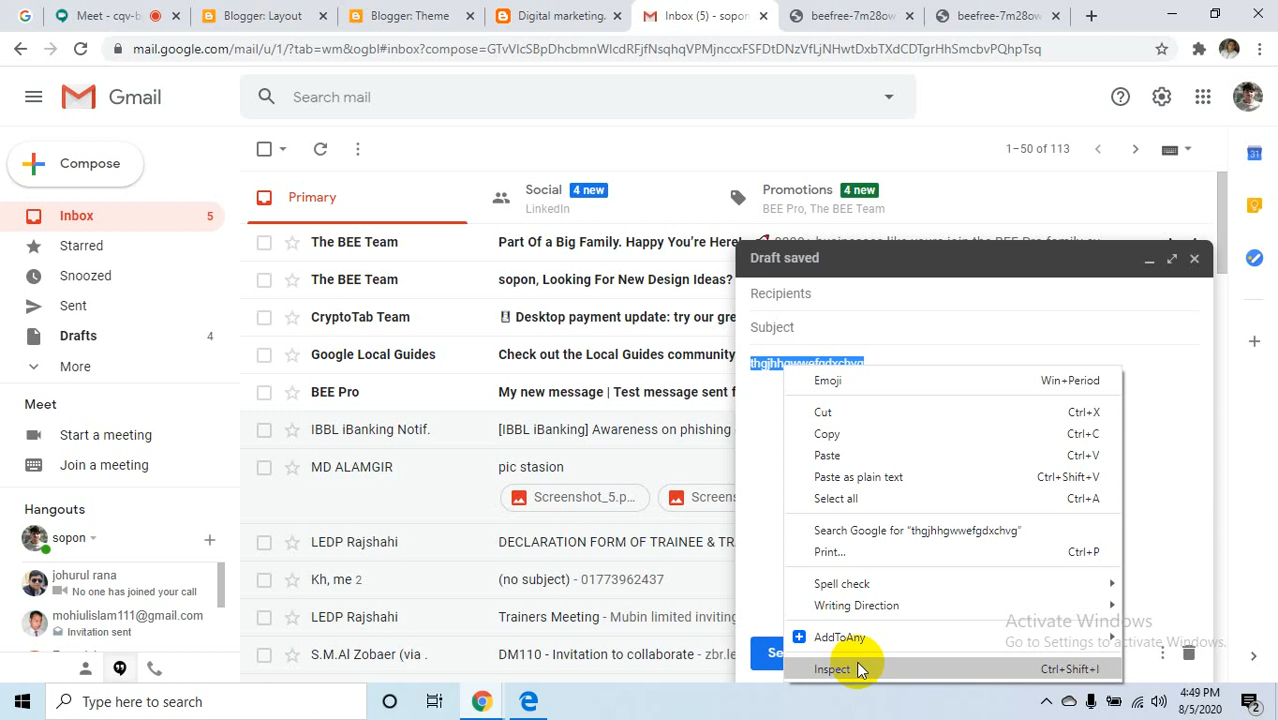 Meet - cqv-b
Blogger: Layout
Blogger: Theme
Digital marketing.
Inbox (5) - sopon
beefree-7m28ow
beefree-7m28ow
mail.google.com/mail/u/1/?tab=wm&ogbl#inbox?compose=GTvVlcSBpDhcbmnWlcdRFjfNsqhqVPMjnccxFSFDtDNzVfLjNHwtDxbTXdCDTgrHhSmcbvPQhpTsq
Gmail
Search mail
Compose
1–50 of 113
Primary
Social 4 new
LinkedIn
Promotions 4 new
BEE Pro, The BEE Team
Inbox 5
Starred
Snoozed
Sent
Drafts 4
More
Meet
Start a meeting
Join a meeting
Hangouts
sopon
johurul rana
No one has joined your call
mohiulislam111@gmail.com
Invitation sent
The BEE Team Part Of a Big Family. Happy You're Here!
The BEE Team sopon, Looking For New Design Ideas?
CryptoTab Team Desktop payment update: try our gre
Google Local Guides Check out the Local Guides community
BEE Pro My new message | Test message sent f
IBBL iBanking Notif. [IBBL iBanking] Awareness on phishing
MD ALAMGIR pic stasion
Screenshot_5.p... Screens
LEDP Rajshahi DECLARATION FORM OF TRAINEE & TR
Kh, me 2 (no subject) - 01773962437
LEDP Rajshahi Trainers Meeting - Mubin limited inviting
S.M.Al Zobaer (via DM110 - Invitation to collaborate - zbr.le
Draft saved
Recipients
Subject
thgjhhgwwefgdxchvg
Emoji Win+Period
Cut Ctrl+X
Copy Ctrl+C
Paste Ctrl+V
Paste as plain text Ctrl+Shift+V
Select all Ctrl+A
Search Google for "thgjhhgwwefgdxchvg"
Print... Ctrl+P
Spell check
Writing Direction
AddToAny
Inspect Ctrl+Shift+I
Se
Activate Windows
Go to Settings to activate Windows.
Type here to search
4:49 PM
8/5/2020
2
31